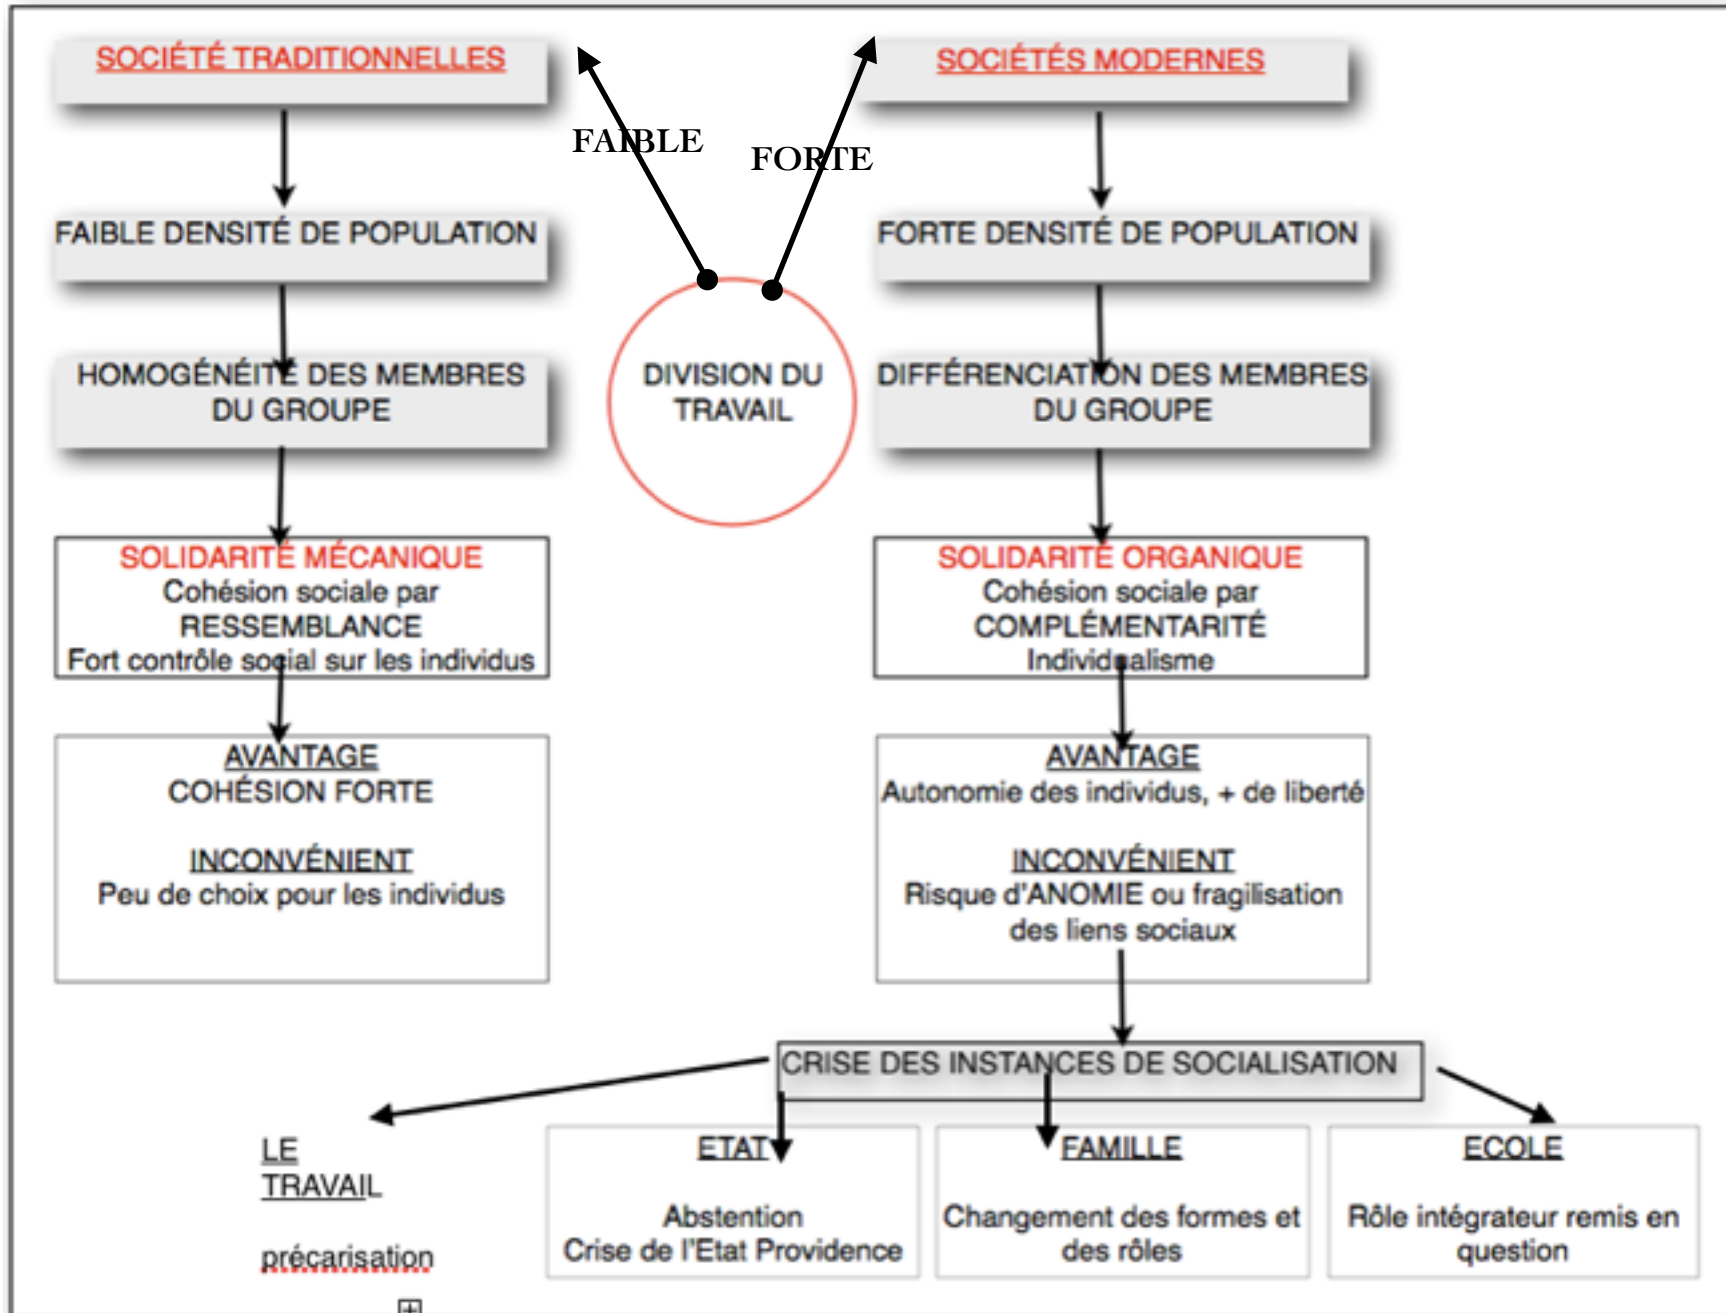 SOCIÉTÉ TRADITIONNELLES
FAIBLE DENSITÉ DE POPULATION
HOMOGÉNÉITÉ DES MEMBRES
DU GROUPE
SOLIDARITÉ MÉCANIQUE
Cohésion sociale par
RESSEMBLANCE
Fort contrôle social sur les individus
AVANTAGE
COHÉSION FORTE
INCONVÉNIENT
Peu de choix pour les individus
FAIBLE
FORTE
DIVISION DU
TRAVAIL
SOCIÉTÉS MODERNES
FORTE DENSITÉ DE POPULATION
DIFFÉRENCIATION DES MEMBRES
DU GROUPE
SOLIDARITÉ ORGANIQUE
Cohésion sociale par
COMPLÉMENTARITÉ
Individualisme
AVANTAGE
Autonomie des individus, + de liberté
INCONVÉNIENT
Risque d'ANOMIE ou fragilisation
des liens sociaux
CRISE DES INSTANCES DE SOCIALISATION
LE
TRAVAIL
précarisation
ETAT
Abstention
Crise de l'Etat Providence
FAMILLE
Changement des formes et
des rôles
ECOLE
Rôle intégrateur remis en
question